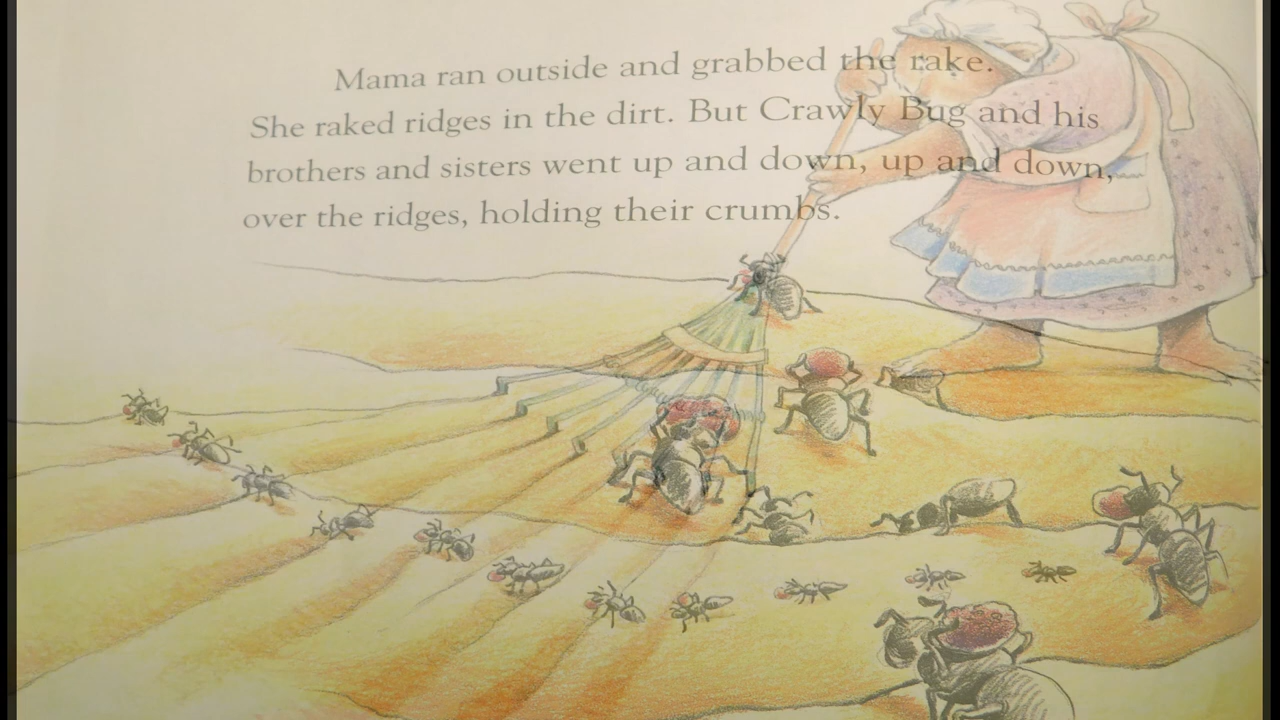 Mama ran outside and grabbed the rake.
She raked ridges in the dirt. But Crawly Bug and his
brothers and sisters went up and down, up and down,
over the ridges, holding their crumbs.